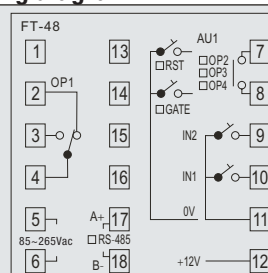 FT-48
1
13
AU1
7
RST
OP2
OP3
OP4
2
OP1
14
8
GATE
3
15
IN2
9
4
16
IN1
10
5
A+
17
0V
11
85~265Vac
RS-485
6
B-
18
+12V
12